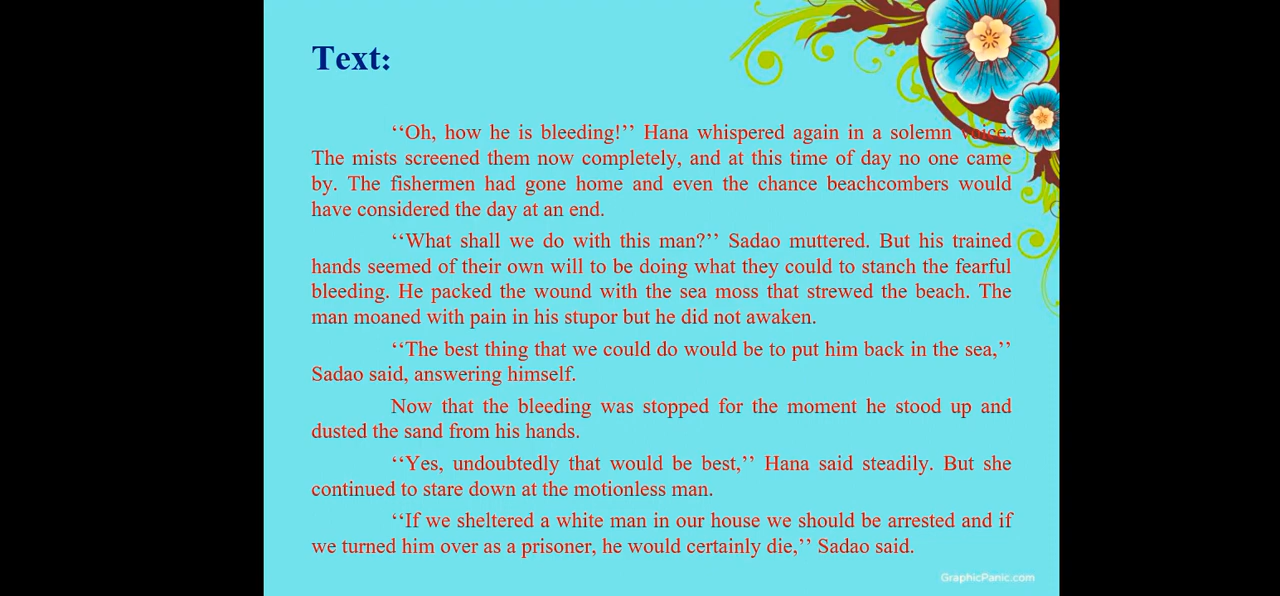 Text:
‘‘Oh, how he is bleeding!’’ Hana whispered again in a solemn voice.
The mists screened them now completely, and at this time of day no one came
by. The fishermen had gone home and even the chance beachcombers would
have considered the day at an end.
‘‘What shall we do with this man?’’ Sadao muttered. But his trained
hands seemed of their own will to be doing what they could to stanch the fearful
bleeding. He packed the wound with the sea moss that strewed the beach. The
man moaned with pain in his stupor but he did not awaken.
‘‘The best thing that we could do would be to put him back in the sea,’’
Sadao said, answering himself.
Now that the bleeding was stopped for the moment he stood up and
dusted the sand from his hands.
‘‘Yes, undoubtedly that would be best,’’ Hana said steadily. But she
continued to stare down at the motionless man.
‘‘If we sheltered a white man in our house we should be arrested and if
we turned him over as a prisoner, he would certainly die,’’ Sadao said.
GraphicPanic.com